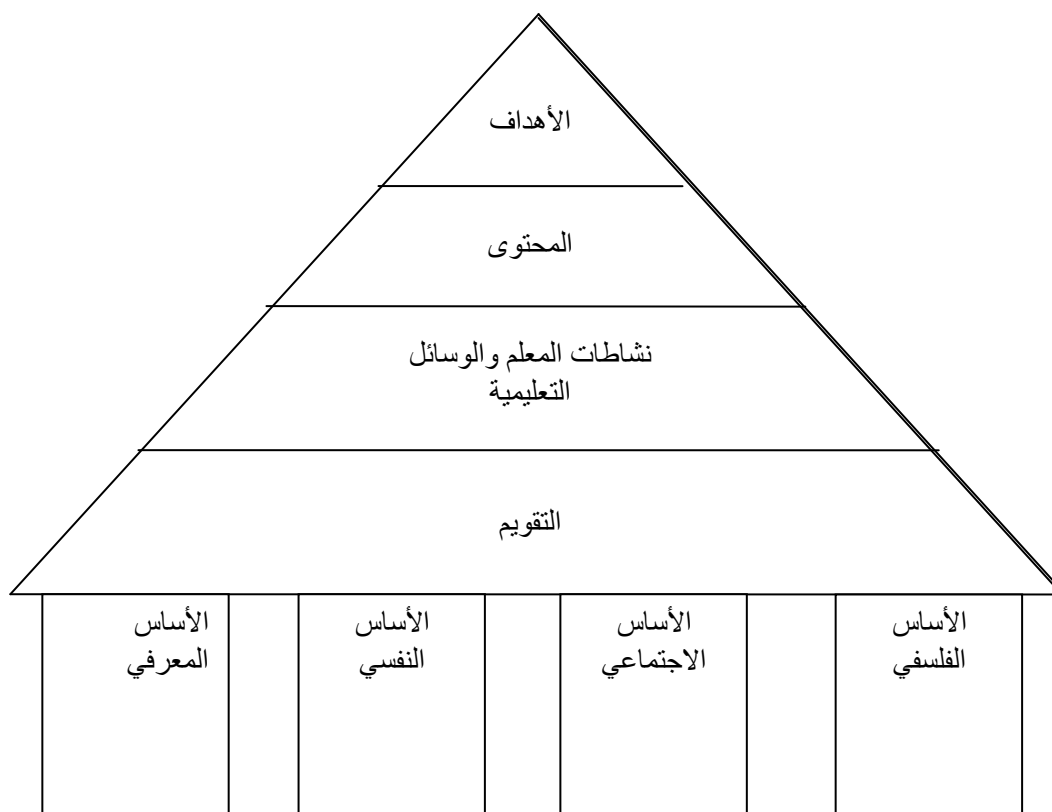 الأهداف
المحتوى
نشاطات المعلم والوسائل
التعليمية
التقويم
الأساس
الفلسفي
الأساس
الاجتماعي
الأساس
النفسي
الأساس
المعرفي